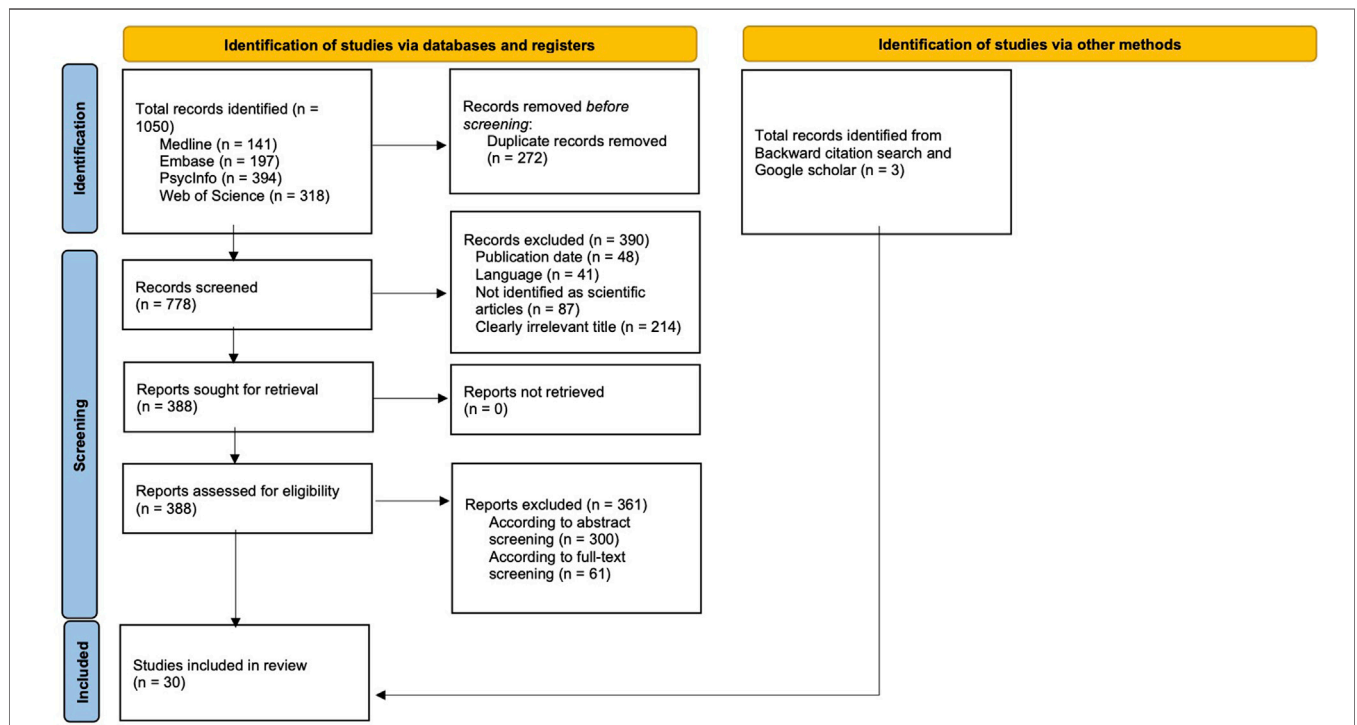 Identification of studies via databases and registers
Identification of studies via other methods
Identification
Total records identified (n =
1050)
Medline (n = 141)
Embase (n = 197)
PsycInfo (n = 394)
Web of Science (n = 318)
Records removed before
screening:
Duplicate records removed
(n = 272)
Total records identified from
Backward citation search and
Google scholar (n = 3)
Screening
Records screened
(n = 778)
Records excluded (n = 390)
Publication date (n = 48)
Language (n = 41)
Not identified as scientific
articles (n = 87)
Clearly irrelevant title (n = 214)
Reports sought for retrieval
(n = 388)
Reports not retrieved
(n = 0)
Reports assessed for eligibility
(n = 388)
Reports excluded (n = 361)
According to abstract
screening (n = 300)
According to full-text
screening (n = 61)
Included
Studies included in review
(n = 30)